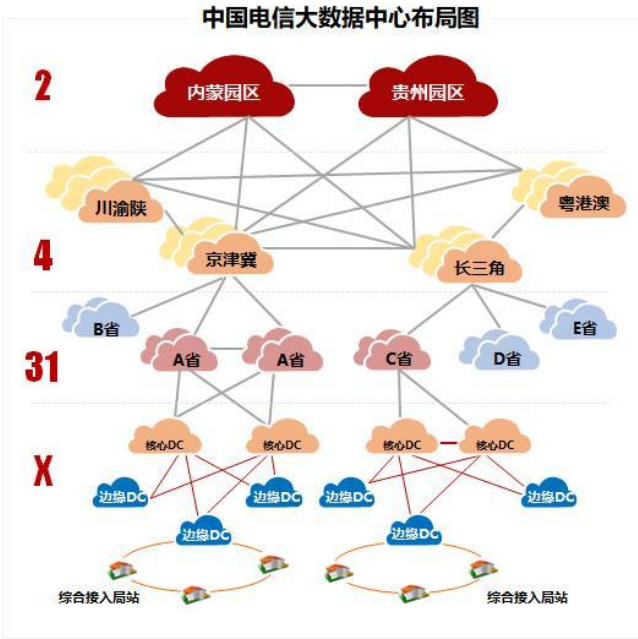 中国电信大数据中心布局图
2
内蒙园区
贵州园区
川渝陕
粤港澳
4
京津冀
长三角
B省
E省
31
A省
A省
C省
D省
核心DC
核心DC
核心DC
核心DC
X
边缘DC
边缘DC
边缘DC
边缘DC
边缘DC
边缘DC
综合接入局站
综合接入局站